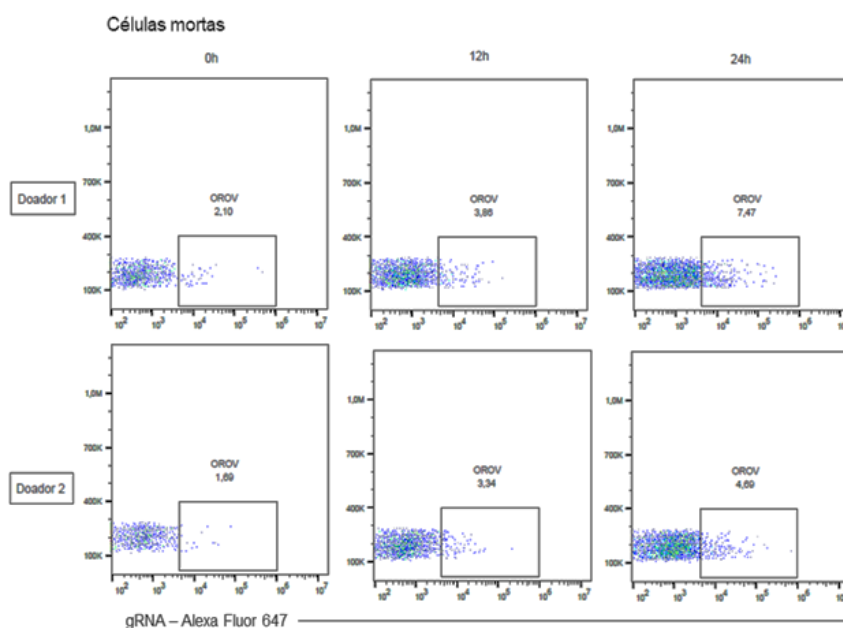 Células mortas
0h 12h 24h
Doador 1
1,0M 1,0M 1,0M
700K 700K 700K
OROV OROV OROV
2,10 3,86 7,47
400K 400K 400K
100K 100K 100K
10² 10³ 10⁴ 10⁵ 10⁶ 10⁷ 10² 10³ 10⁴ 10⁵ 10⁶ 10⁷ 10² 10³ 10⁴ 10⁵ 10⁶ 10⁷
Doador 2
1,0M 1,0M 1,0M
700K 700K 700K
OROV OROV OROV
1,69 3,34 4,69
400K 400K 400K
100K 100K 100K
10² 10³ 10⁴ 10⁵ 10⁶ 10⁷ 10² 10³ 10⁴ 10⁵ 10⁶ 10⁷ 10² 10³ 10⁴ 10⁵ 10⁶ 10⁷
gRNA – Alexa Fluor 647